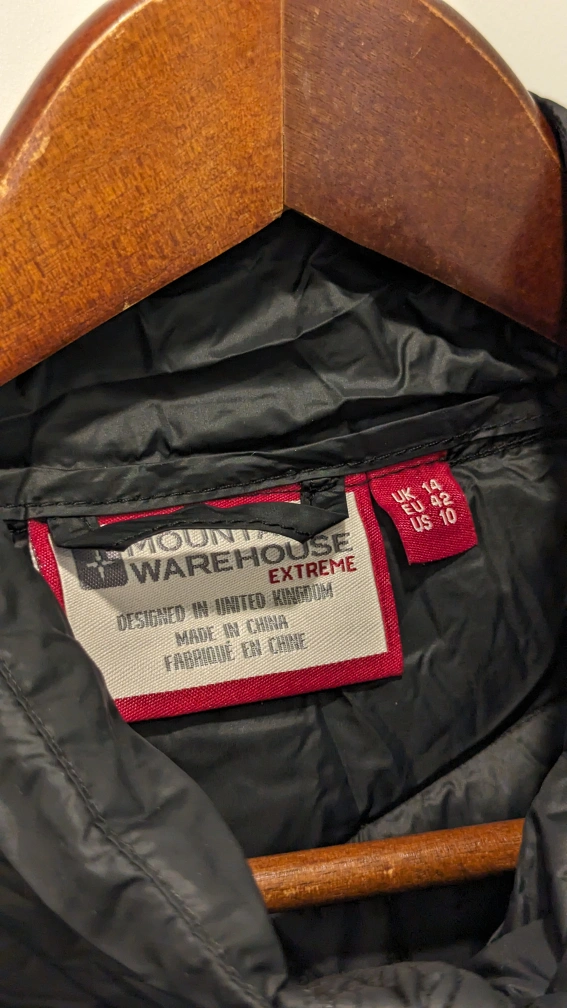 WAREHOUSE
EXTREME
DESIGNED IN UNITED KINGDOM
MADE IN CHINA
FABRIQUÉ EN CHINE
UK 14
EU 42
US 10